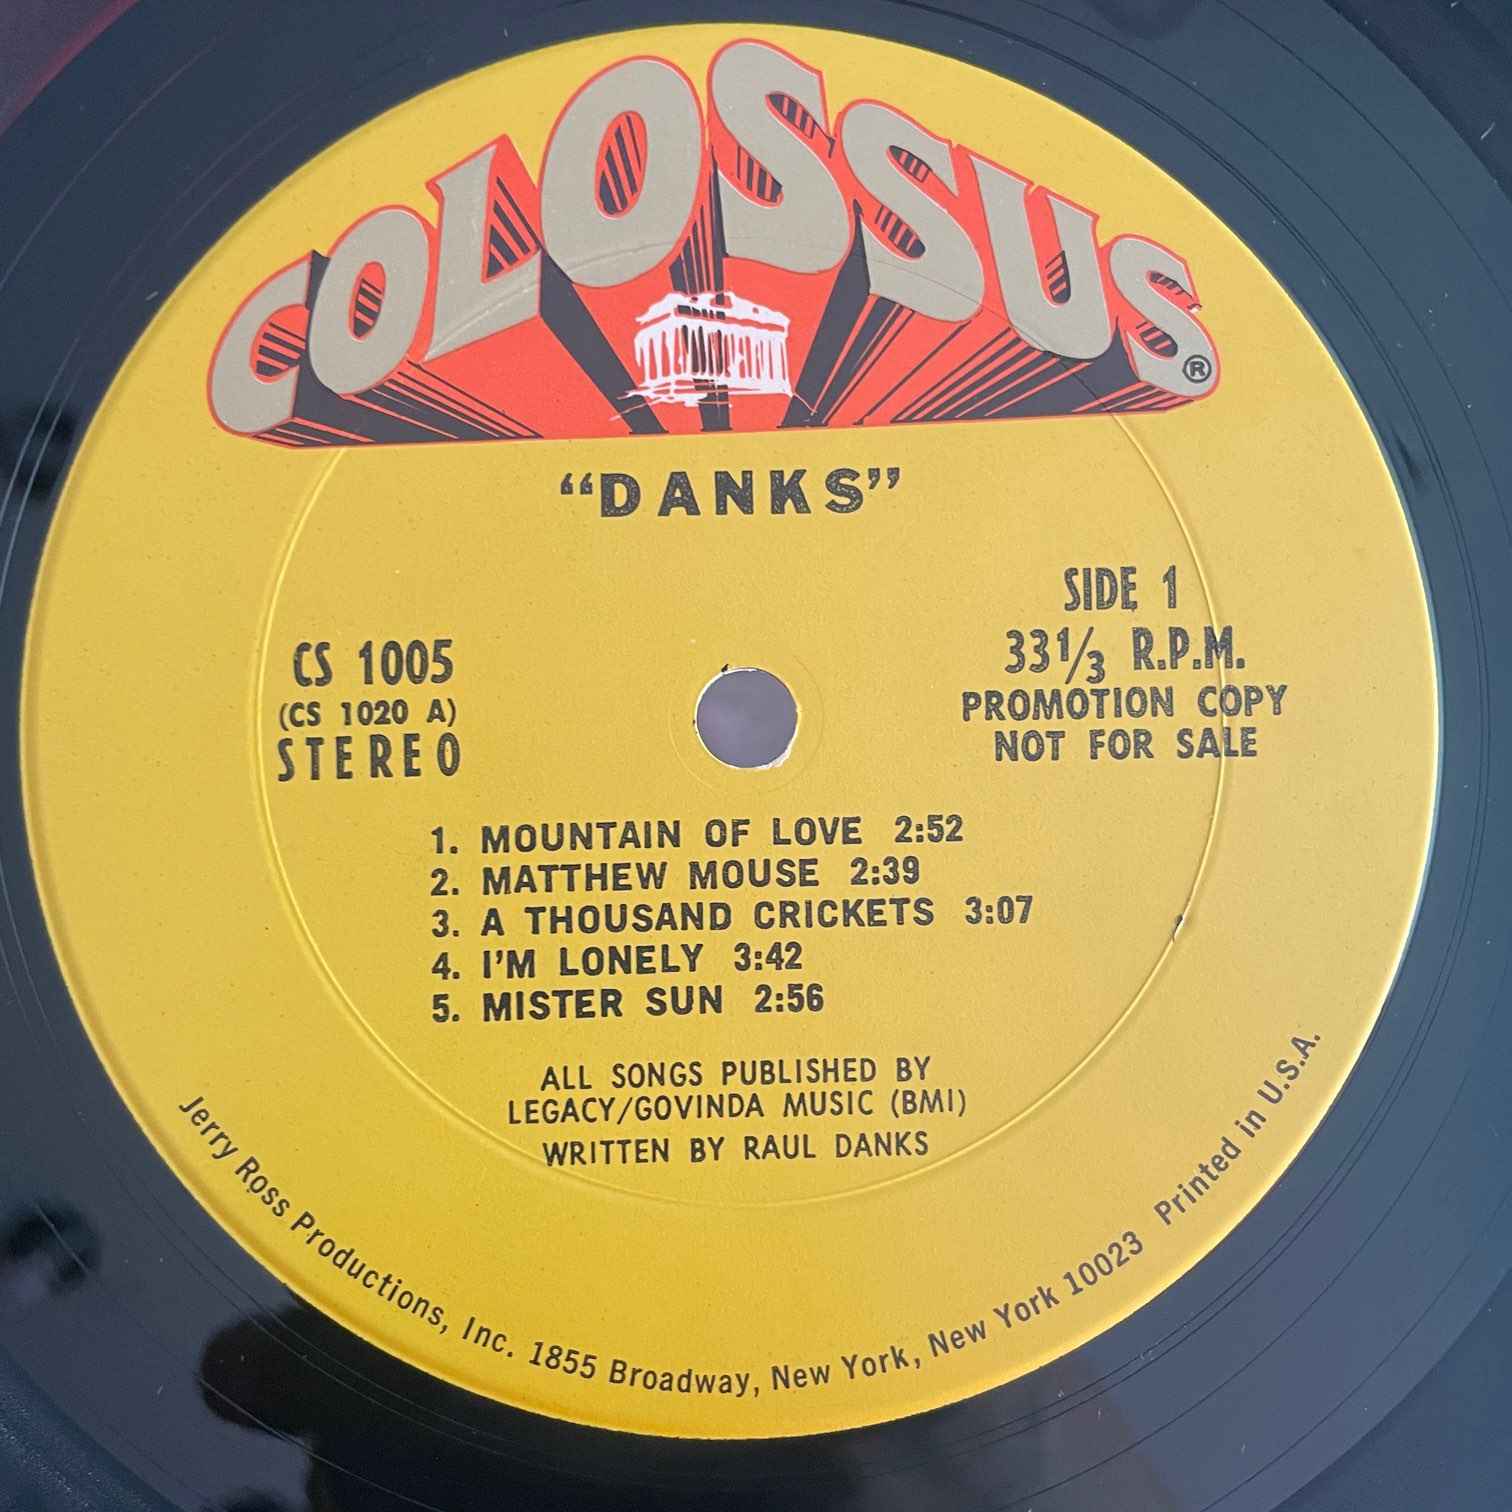 COLOSSUS®
“DANKS”
SIDE 1
33 1/3 R.P.M.
PROMOTION COPY
NOT FOR SALE
CS 1005
(CS 1020 A)
STEREO
1. MOUNTAIN OF LOVE 2:52
2. MATTHEW MOUSE 2:39
3. A THOUSAND CRICKETS 3:07
4. I'M LONELY 3:42
5. MISTER SUN 2:56
ALL SONGS PUBLISHED BY
LEGACY/GOVINDA MUSIC (BMI)
WRITTEN BY RAUL DANKS
Jerry Ross Productions, Inc. 1855 Broadway, New York, New York 10023 Printed in U.S.A.